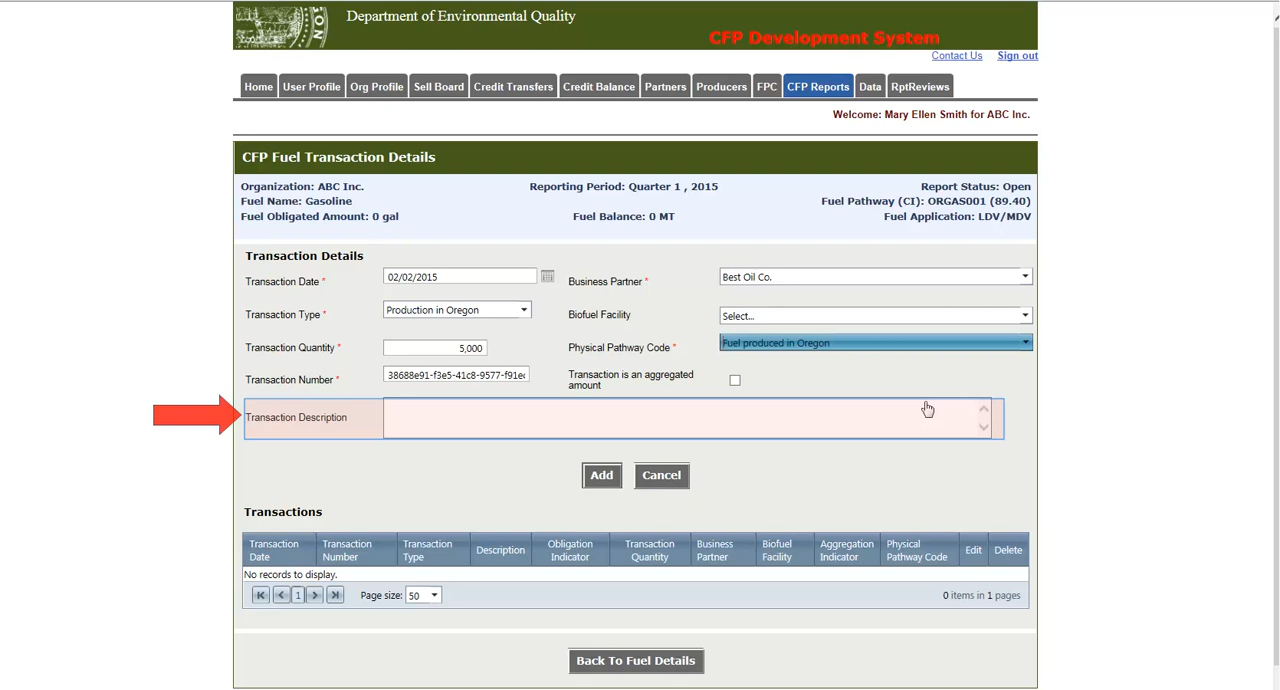 ON
Department of Environmental Quality
CFP Development System
Contact Us Sign out
Home User Profile Org Profile Sell Board Credit Transfers Credit Balance Partners Producers FPC CFP Reports Data RptReviews
Welcome: Mary Ellen Smith for ABC Inc.
CFP Fuel Transaction Details
Organization: ABC Inc. Reporting Period: Quarter 1 , 2015 Report Status: Open
Fuel Name: Gasoline Fuel Pathway (CI): ORGAS001 (89.40)
Fuel Obligated Amount: 0 gal Fuel Balance: 0 MT Fuel Application: LDV/MDV
Transaction Details
Transaction Date * 02/02/2015 Business Partner * Best Oil Co.
Transaction Type * Production in Oregon Biofuel Facility Select...
Transaction Quantity * 5,000 Physical Pathway Code * Fuel produced in Oregon
Transaction Number * 38688e91-f3e5-41c8-9577-f91e Transaction is an aggregated
amount
Transaction Description
Add Cancel
Transactions
Transaction Transaction Transaction Description Obligation Transaction Business Biofuel Aggregation Physical Edit Delete
Date Number Type Indicator Quantity Partner Facility Indicator Pathway Code
No records to display.
1 Page size: 50 0 items in 1 pages
Back To Fuel Details